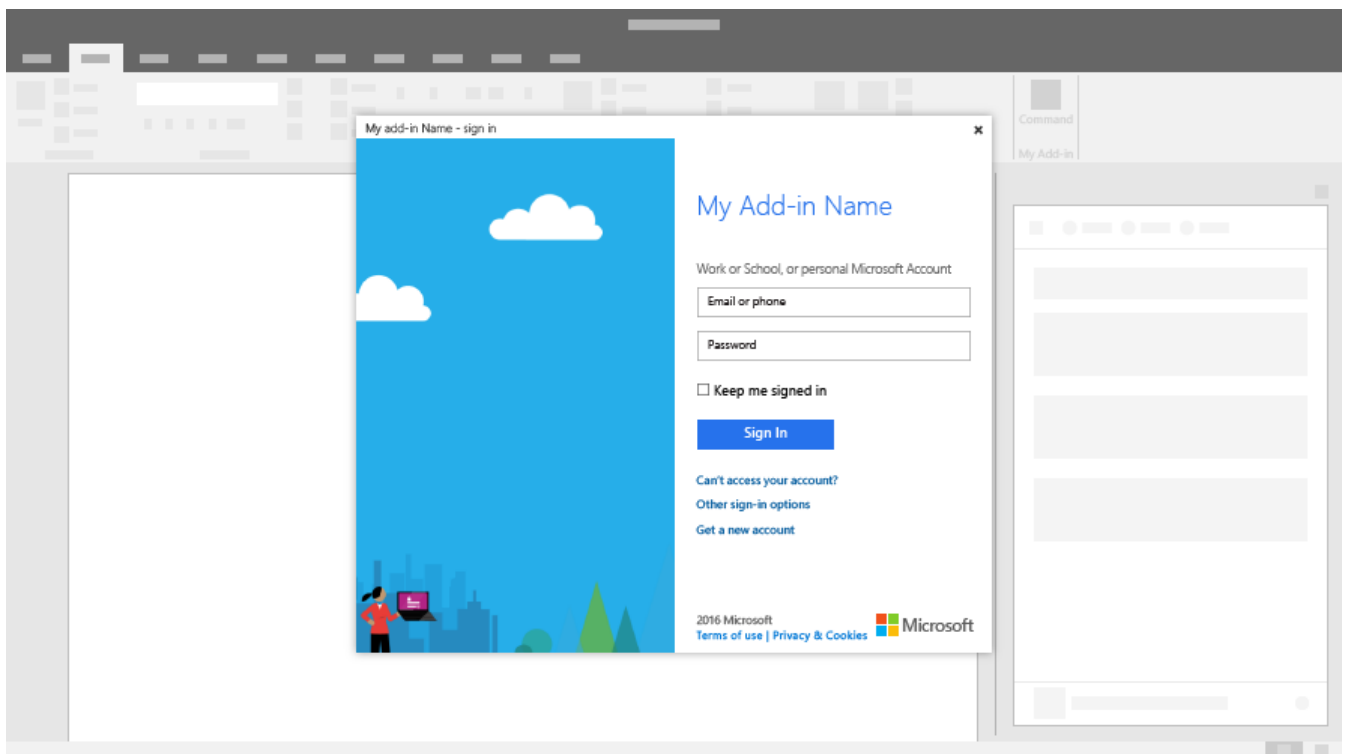 Command
My Add-in
My add-in Name - sign in
My Add-in Name
Work or School, or personal Microsoft Account
Email or phone
Password
Keep me signed in
Sign In
Can't access your account?
Other sign-in options
Get a new account
2016 Microsoft
Terms of use | Privacy & Cookies
Microsoft